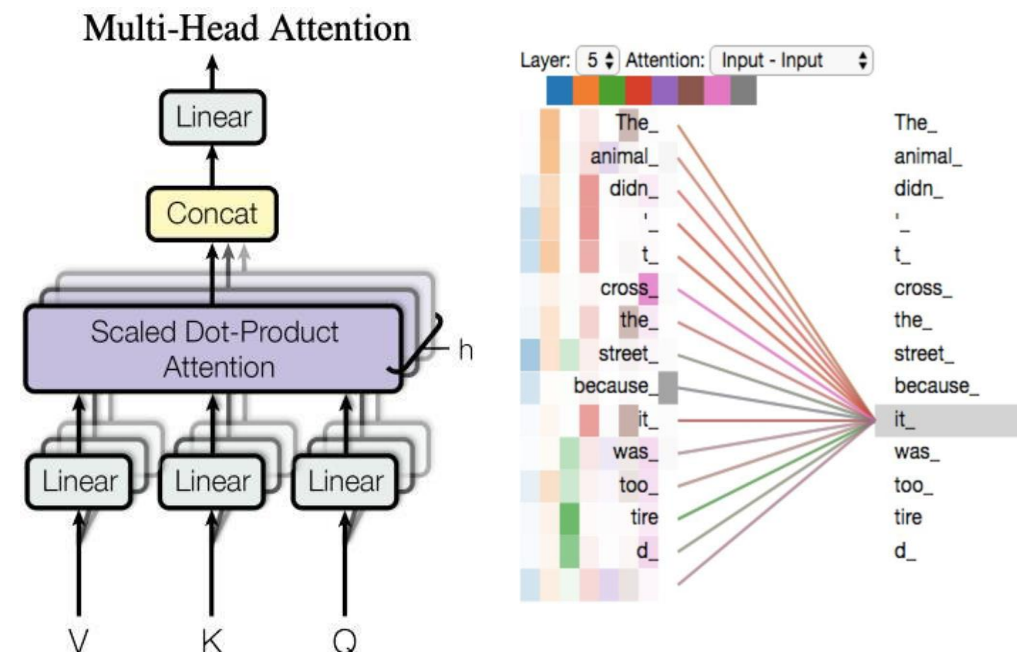 Multi-Head Attention
Linear
Concat
Scaled Dot-Product
Attention
h
Linear Linear Linear
V K Q
Layer: 5 Attention: Input - Input
The_ The_
animal_ animal_
didn_ didn_
'_ '_
t_ t_
cross_ cross_
the_ the_
street_ street_
because_ because_
it_ it_
was_ was_
too_ too_
tire tire
d_ d_